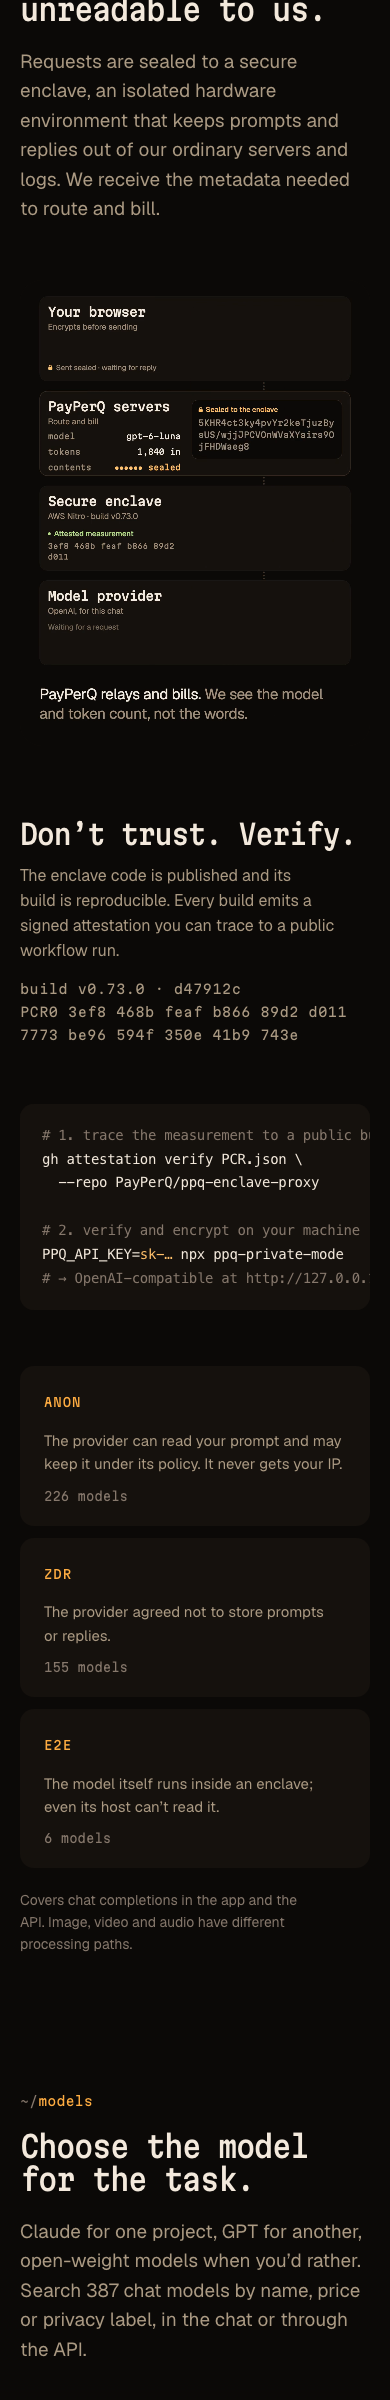 unreadable to us.
Requests are sealed to a secure
enclave, an isolated hardware
environment that keeps prompts and
replies out of our ordinary servers and
logs. We receive the metadata needed
to route and bill.
Your browser
Encrypts before sending
Sent sealed · waiting for reply
PayPerQ servers
Route and bill
model gpt-6-luna
tokens 1,840 in
contents •••••• sealed
Sealed to the enclave
5KHR4ct3ky4pvYr2keTjuzBy
sUS/wjjJPCVOnWVaXYairs9O
jFHDWaeg8
Secure enclave
AWS Nitro · build v0.73.0
• Attested measurement
3ef8 468b feaf b866 89d2
d011
Model provider
OpenAI, for this chat
Waiting for a request
PayPerQ relays and bills. We see the model
and token count, not the words.
Don’t trust. Verify.
The enclave code is published and its
build is reproducible. Every build emits a
signed attestation you can trace to a public
workflow run.
build v0.73.0 · d47912c
PCR0 3ef8 468b feaf b866 89d2 d011
7773 be96 594f 350e 41b9 743e
# 1. trace the measurement to a public bu
gh attestation verify PCR.json \
--repo PayPerQ/ppq-enclave-proxy
# 2. verify and encrypt on your machine
PPQ_API_KEY=sk-… npx ppq-private-mode
# → OpenAI-compatible at http://127.0.0.1
ANON
The provider can read your prompt and may
keep it under its policy. It never gets your IP.
226 models
ZDR
The provider agreed not to store prompts
or replies.
155 models
E2E
The model itself runs inside an enclave;
even its host can’t read it.
6 models
Covers chat completions in the app and the
API. Image, video and audio have different
processing paths.
~/models
Choose the model
for the task.
Claude for one project, GPT for another,
open-weight models when you’d rather.
Search 387 chat models by name, price
or privacy label, in the chat or through
the API.